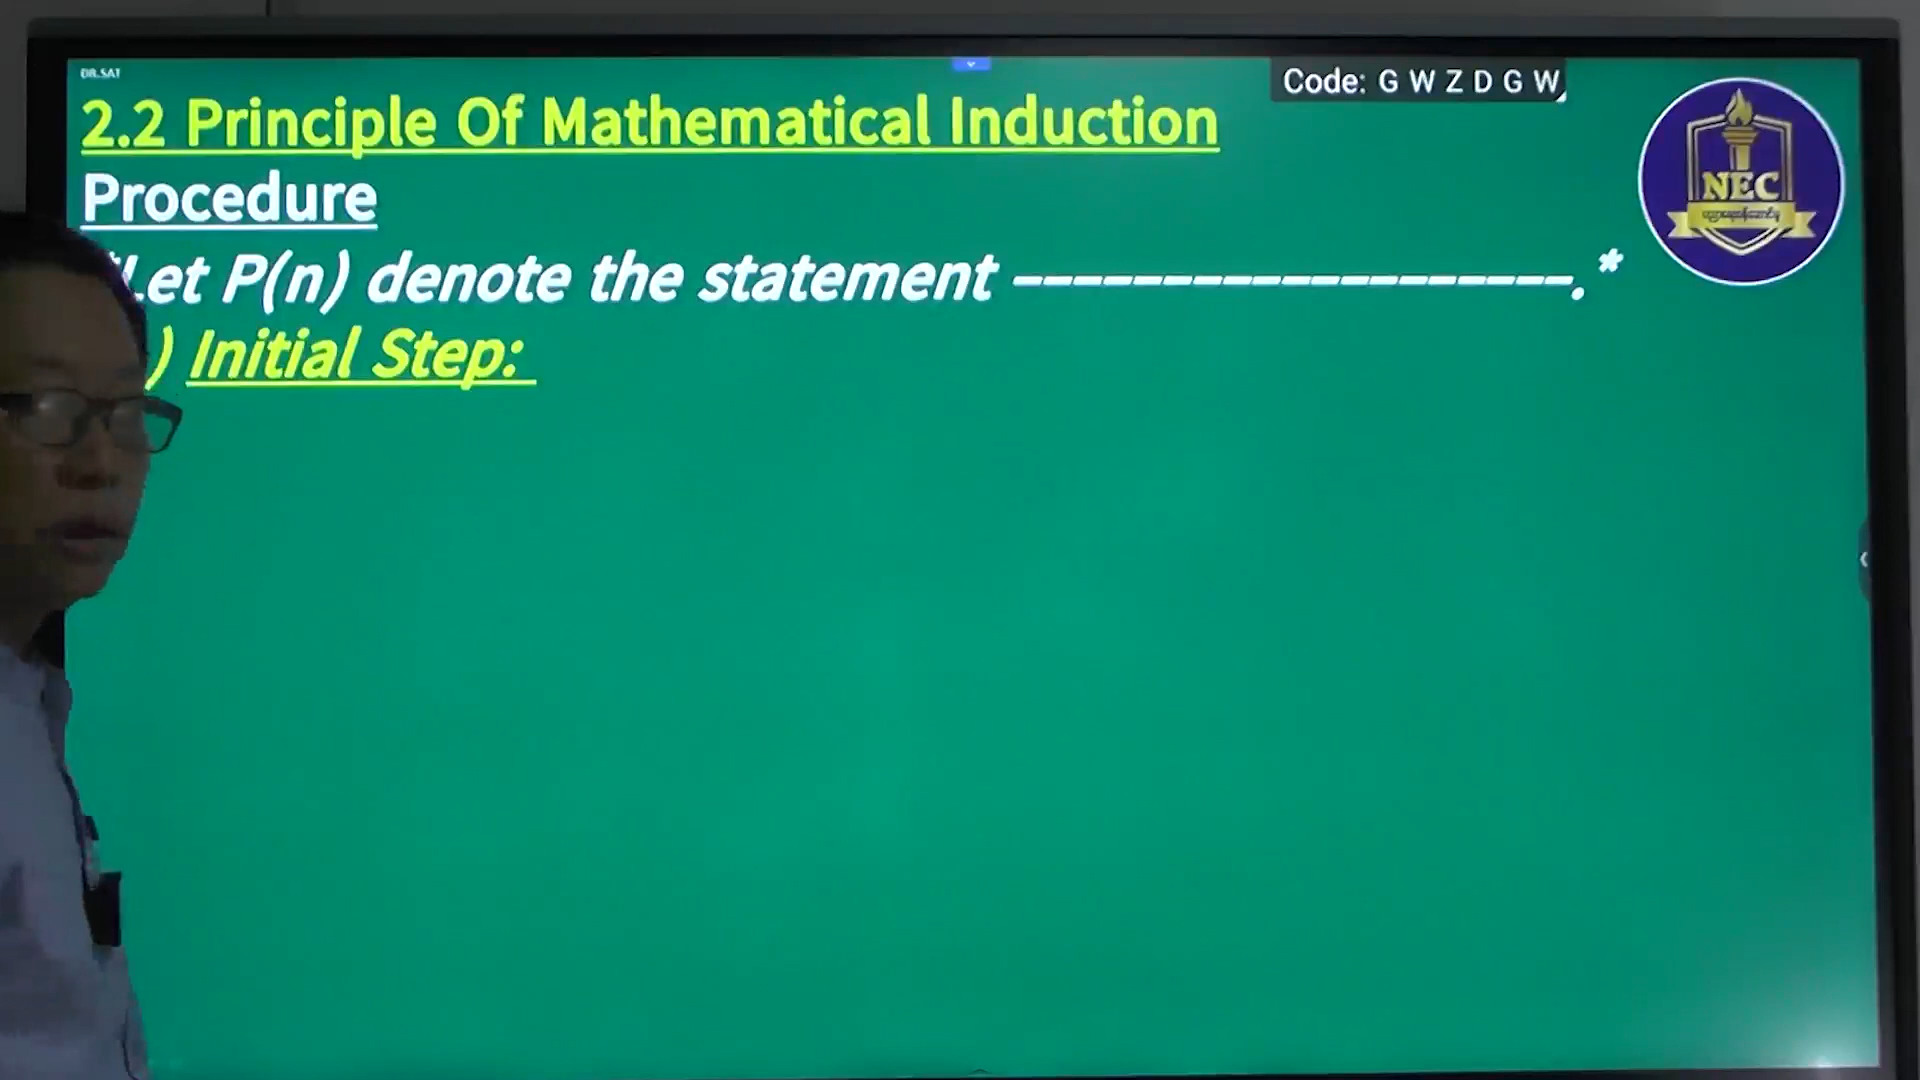 DR.SAT
Code: G W Z D G W
2.2 Principle Of Mathematical Induction
Procedure
Let P(n) denote the statement -------------------.*
) Initial Step:
NEC